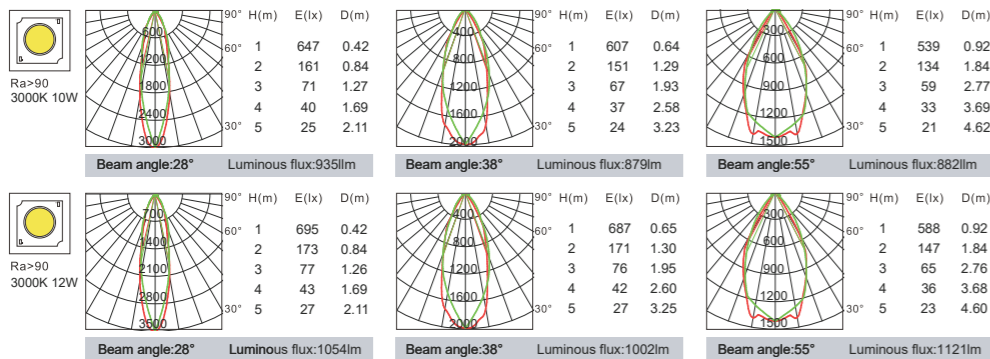 90° H(m) E(lx) D(m)
1 647 0.42
60°
2 161 0.84
3 71 1.27
4 40 1.69
30° 5 25 2.11
600
1200
1800
2400
3000
Ra>90
3000K 10W
Beam angle:28° Luminous flux:935llm
90° H(m) E(lx) D(m)
1 607 0.64
60°
2 151 1.29
3 67 1.93
4 37 2.58
30° 5 24 3.23
400
800
1200
1600
2000
Beam angle:38° Luminous flux:879lm
90° H(m) E(lx) D(m)
1 539 0.92
60°
2 134 1.84
3 59 2.77
4 33 3.69
30° 5 21 4.62
300
600
900
1200
1500
Beam angle:55° Luminous flux:882llm
90° H(m) E(lx) D(m)
1 695 0.42
60°
2 173 0.84
3 77 1.26
4 43 1.69
30° 5 27 2.11
700
1400
2100
2800
3500
Ra>90
3000K 12W
Beam angle:28° Luminous flux:1054lm
90° H(m) E(lx) D(m)
1 687 0.65
60°
2 171 1.30
3 76 1.95
4 42 2.60
30° 5 27 3.25
400
800
1200
1600
2000
Beam angle:38° Luminous flux:1002lm
90° H(m) E(lx) D(m)
1 588 0.92
60°
2 147 1.84
3 65 2.76
4 36 3.68
30° 5 23 4.60
300
600
900
1200
1500
Beam angle:55° Luminous flux:1121lm